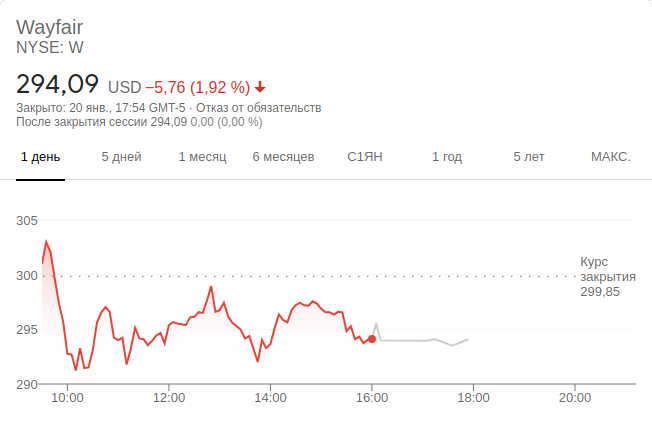 Wayfair
NYSE: W
294,09 USD −5,76 (1,92 %)
Закрыто: 20 янв., 17:54 GMT-5 · Отказ от обязательств
После закрытия сессии 294,09 0,00 (0,00 %)
1 день 5 дней 1 месяц 6 месяцев С1ЯН 1 год 5 лет МАКС.
305
300
295
290
Курс
закрытия
299,85
10:00 12:00 14:00 16:00 18:00 20:00